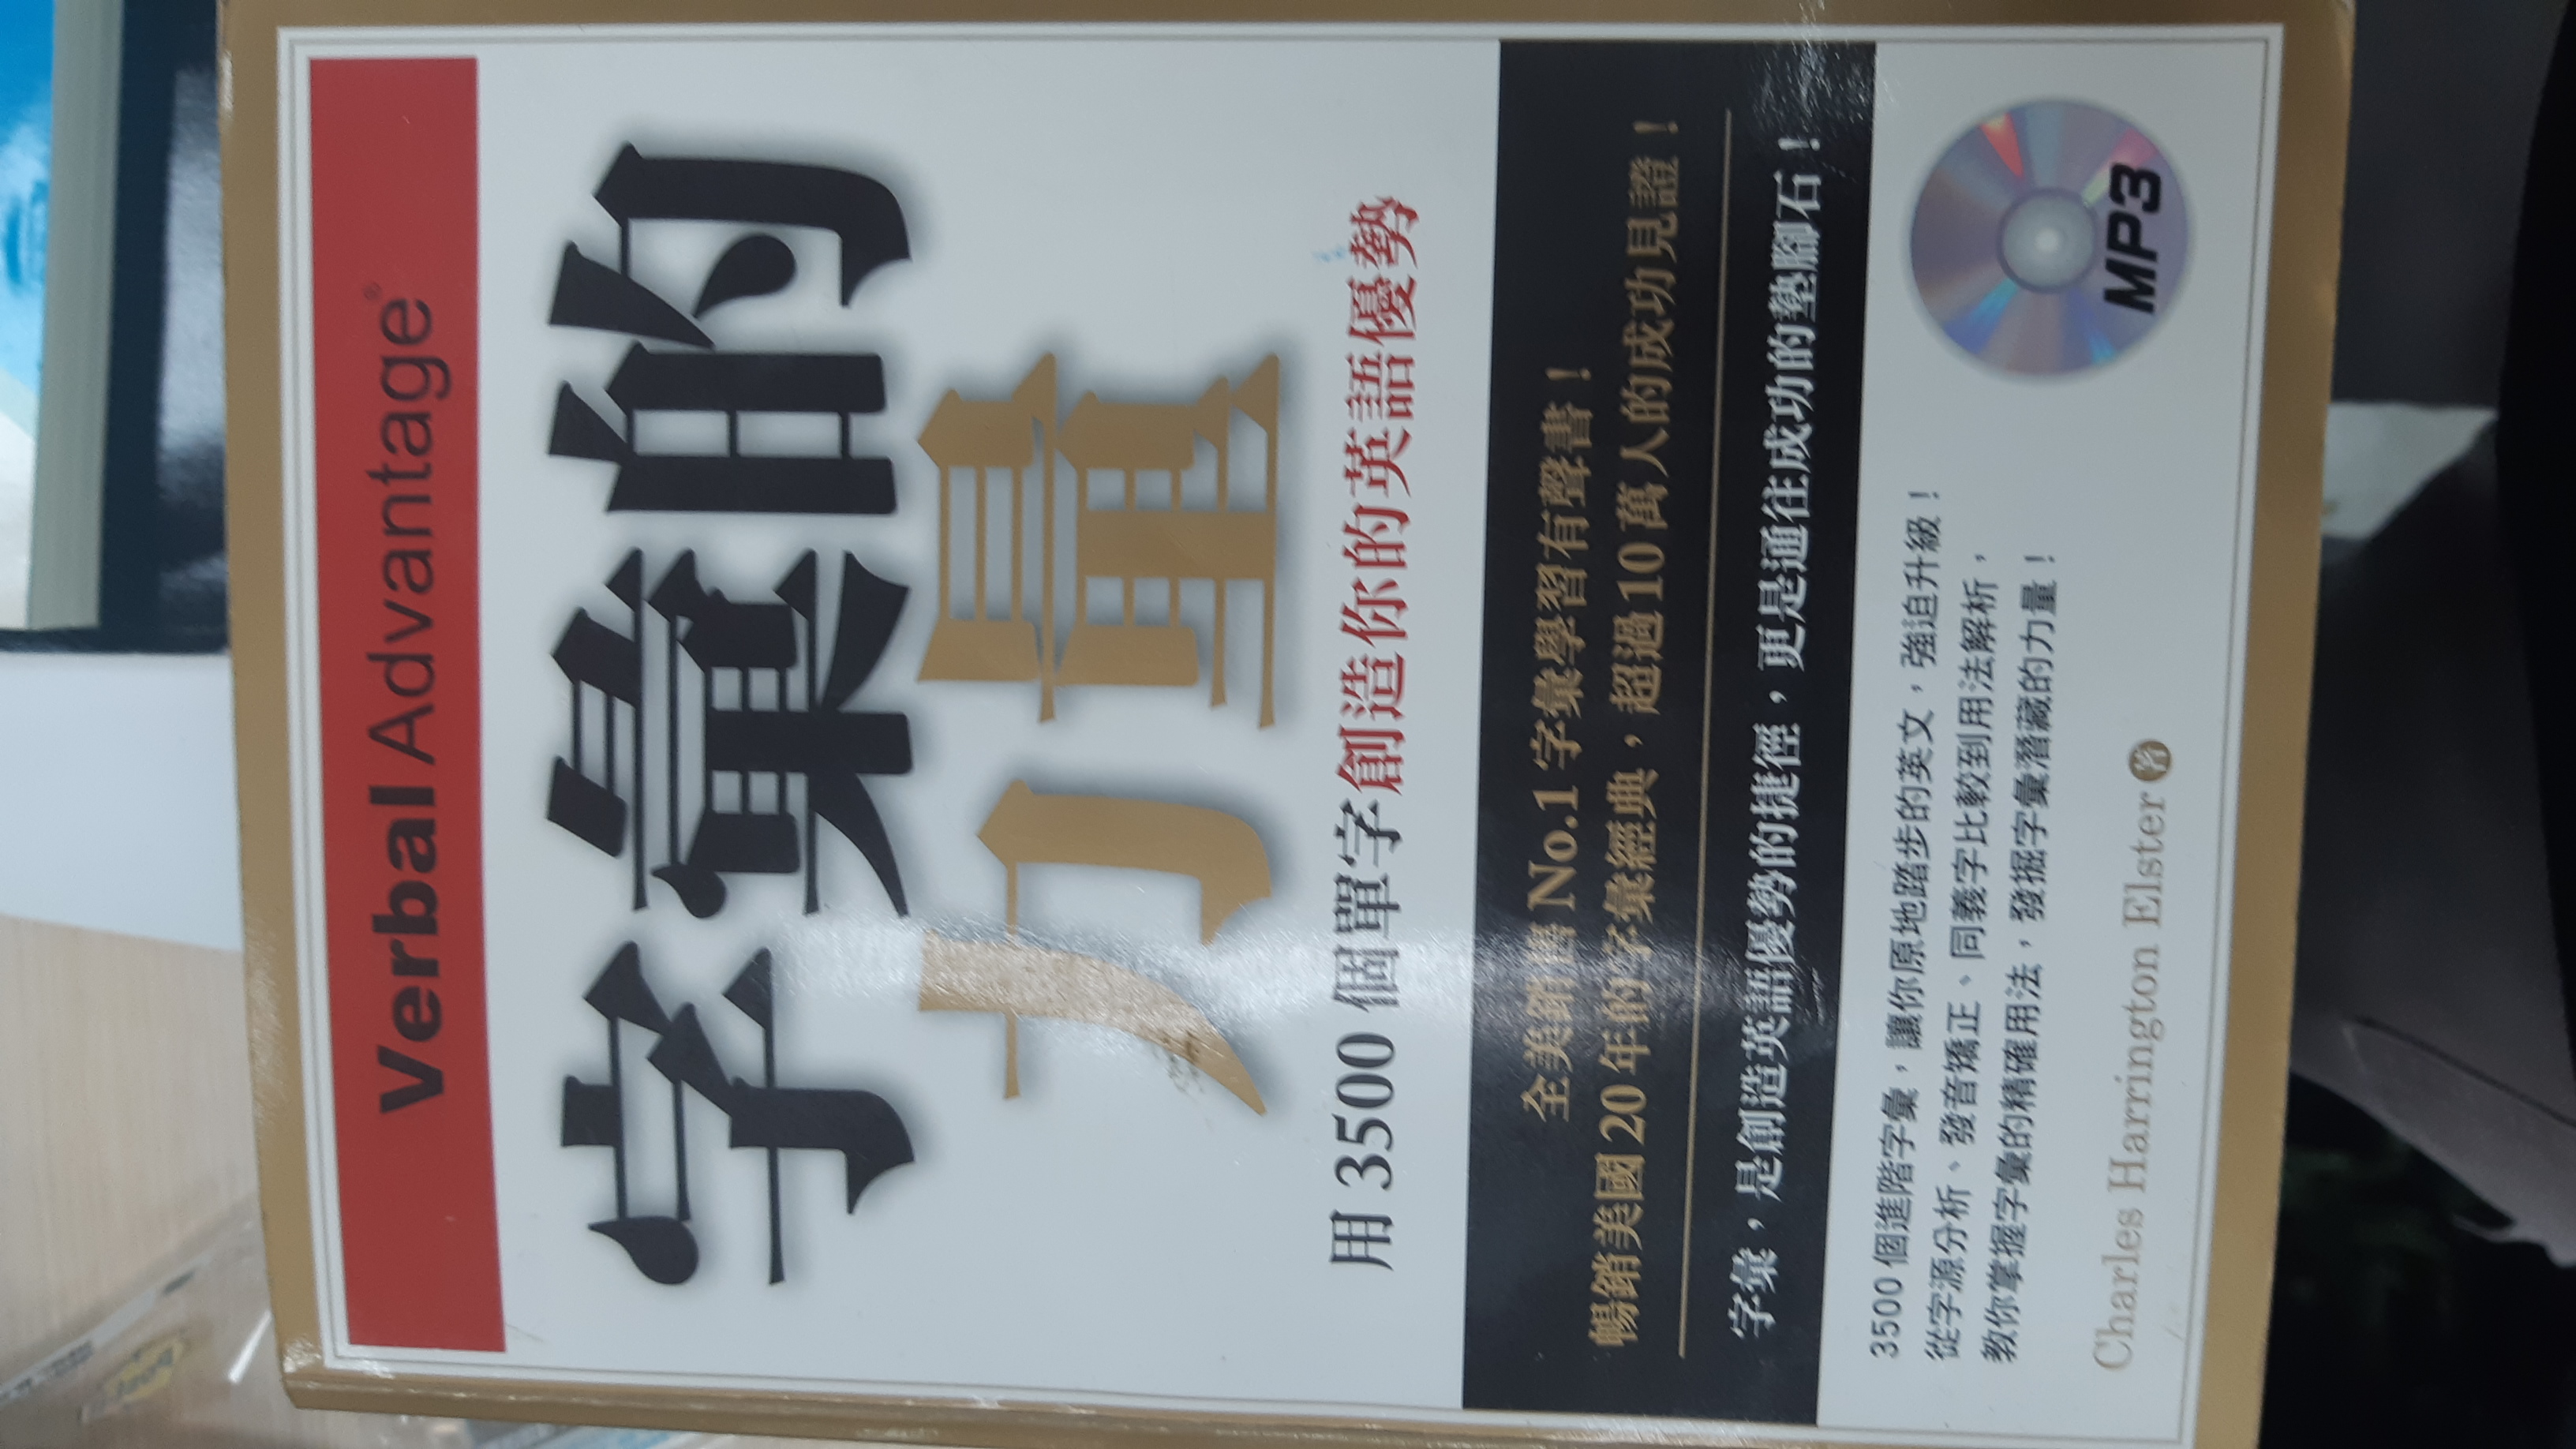 Verbal Advantage®
字彙的
力量
用 3500 個單字創造你的英語優勢
全美銷售 No.1 字彙學習有聲書！
暢銷美國 20 年的字彙經典，超過 10 萬人的成功見證！
字彙，是創造英語優勢的捷徑，更是通往成功的墊腳石！
3500 個進階字彙，讓你原地踏步的英文，強迫升級！
從字源分析、發音矯正、同義字比較到用法解析，
教你掌握字彙的精確用法，發掘字彙潛藏的力量！
Charles Harrington Elster 著
MP3